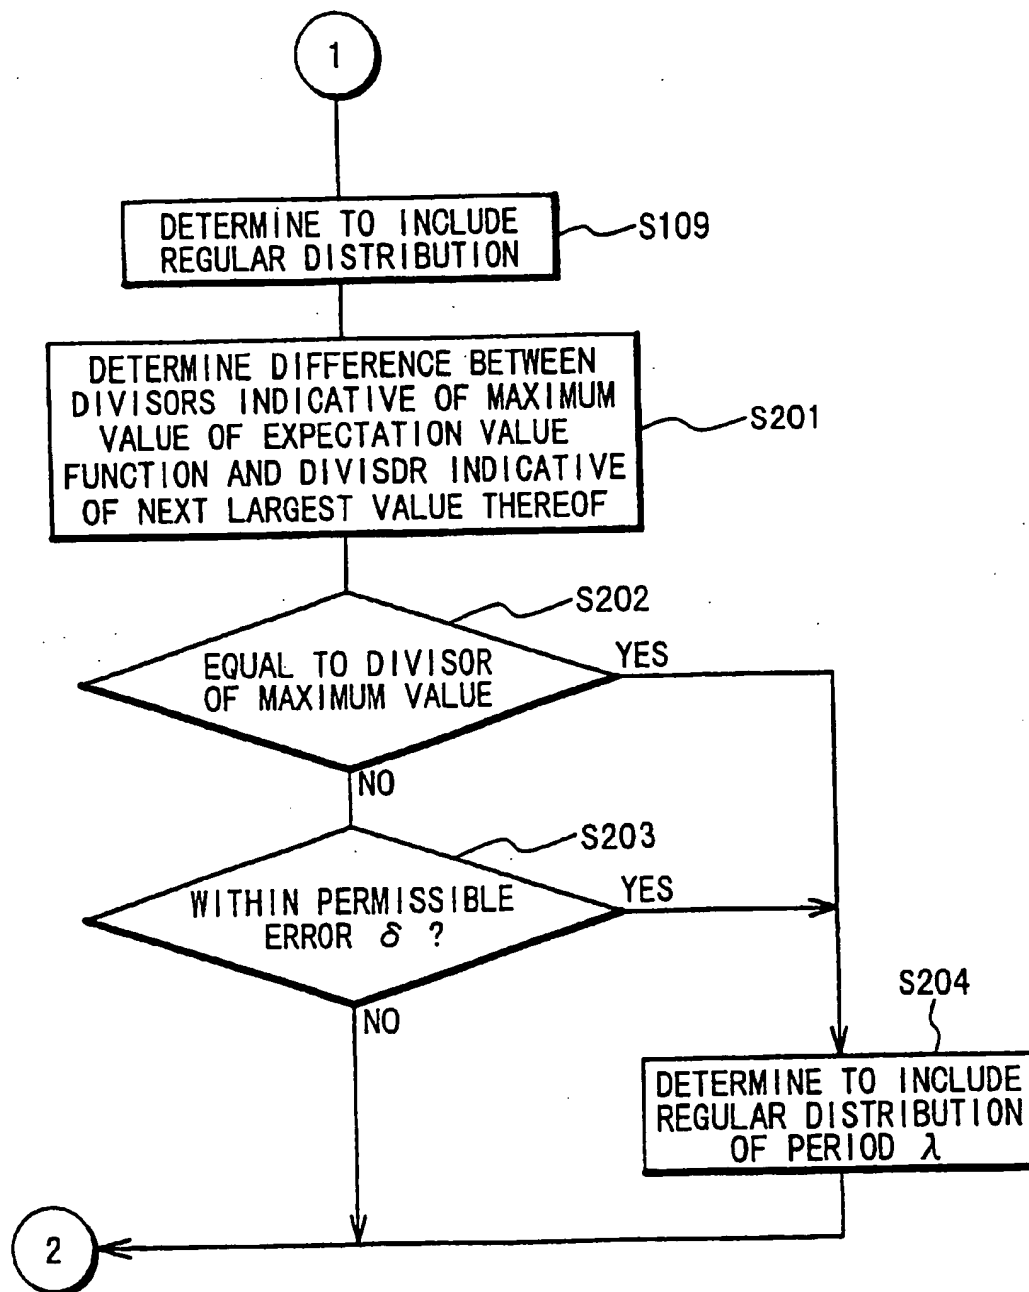 1
DETERMINE TO INCLUDE
REGULAR DISTRIBUTION
S109
DETERMINE DIFFERENCE BETWEEN
DIVISORS INDICATIVE OF MAXIMUM
VALUE OF EXPECTATION VALUE
FUNCTION AND DIVISDR INDICATIVE
OF NEXT LARGEST VALUE THEREOF
S201
S202
EQUAL TO DIVISOR
OF MAXIMUM VALUE
YES
NO
S203
WITHIN PERMISSIBLE
ERROR δ ?
YES
NO
S204
DETERMINE TO INCLUDE
REGULAR DISTRIBUTION
OF PERIOD λ
2